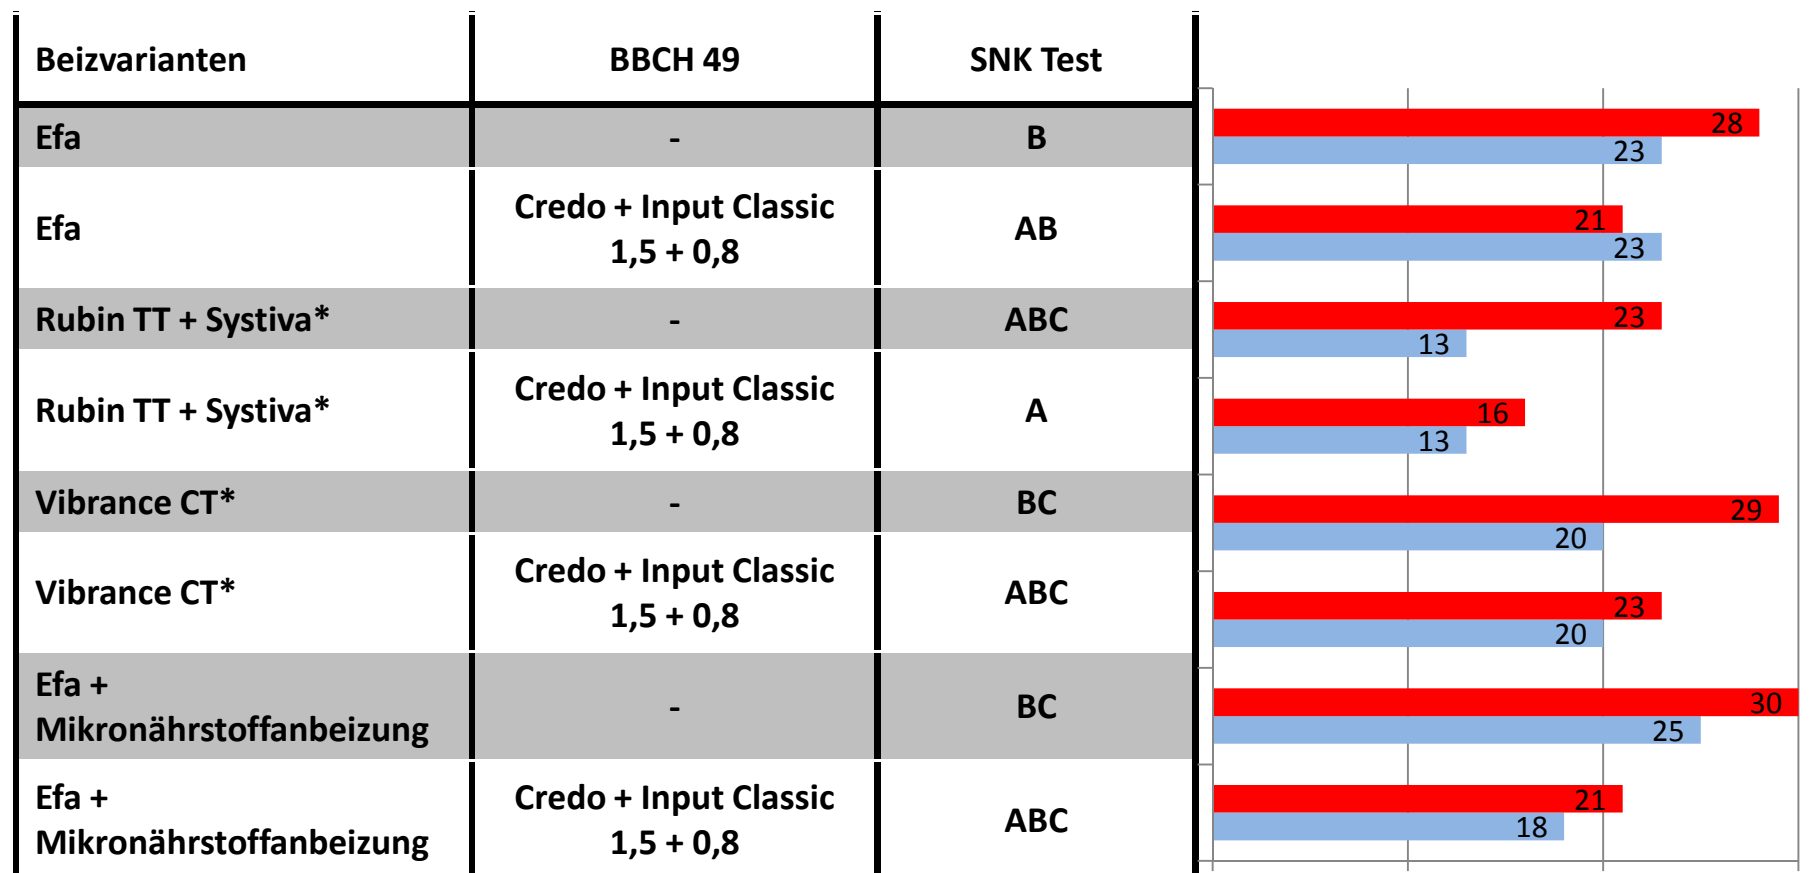 Beizvarianten BBCH 49 SNK Test
Efa - B
28
23
Efa
Credo + Input Classic
1,5 + 0,8
AB
21
23
Rubin TT + Systiva* - ABC
23
13
Rubin TT + Systiva*
Credo + Input Classic
1,5 + 0,8
A
16
13
Vibrance CT* - BC
29
20
Vibrance CT*
Credo + Input Classic
1,5 + 0,8
ABC
23
20
Efa +
Mikronährstoffanbeizung
-
BC
30
25
Efa +
Mikronährstoffanbeizung
Credo + Input Classic
1,5 + 0,8
ABC
21
18